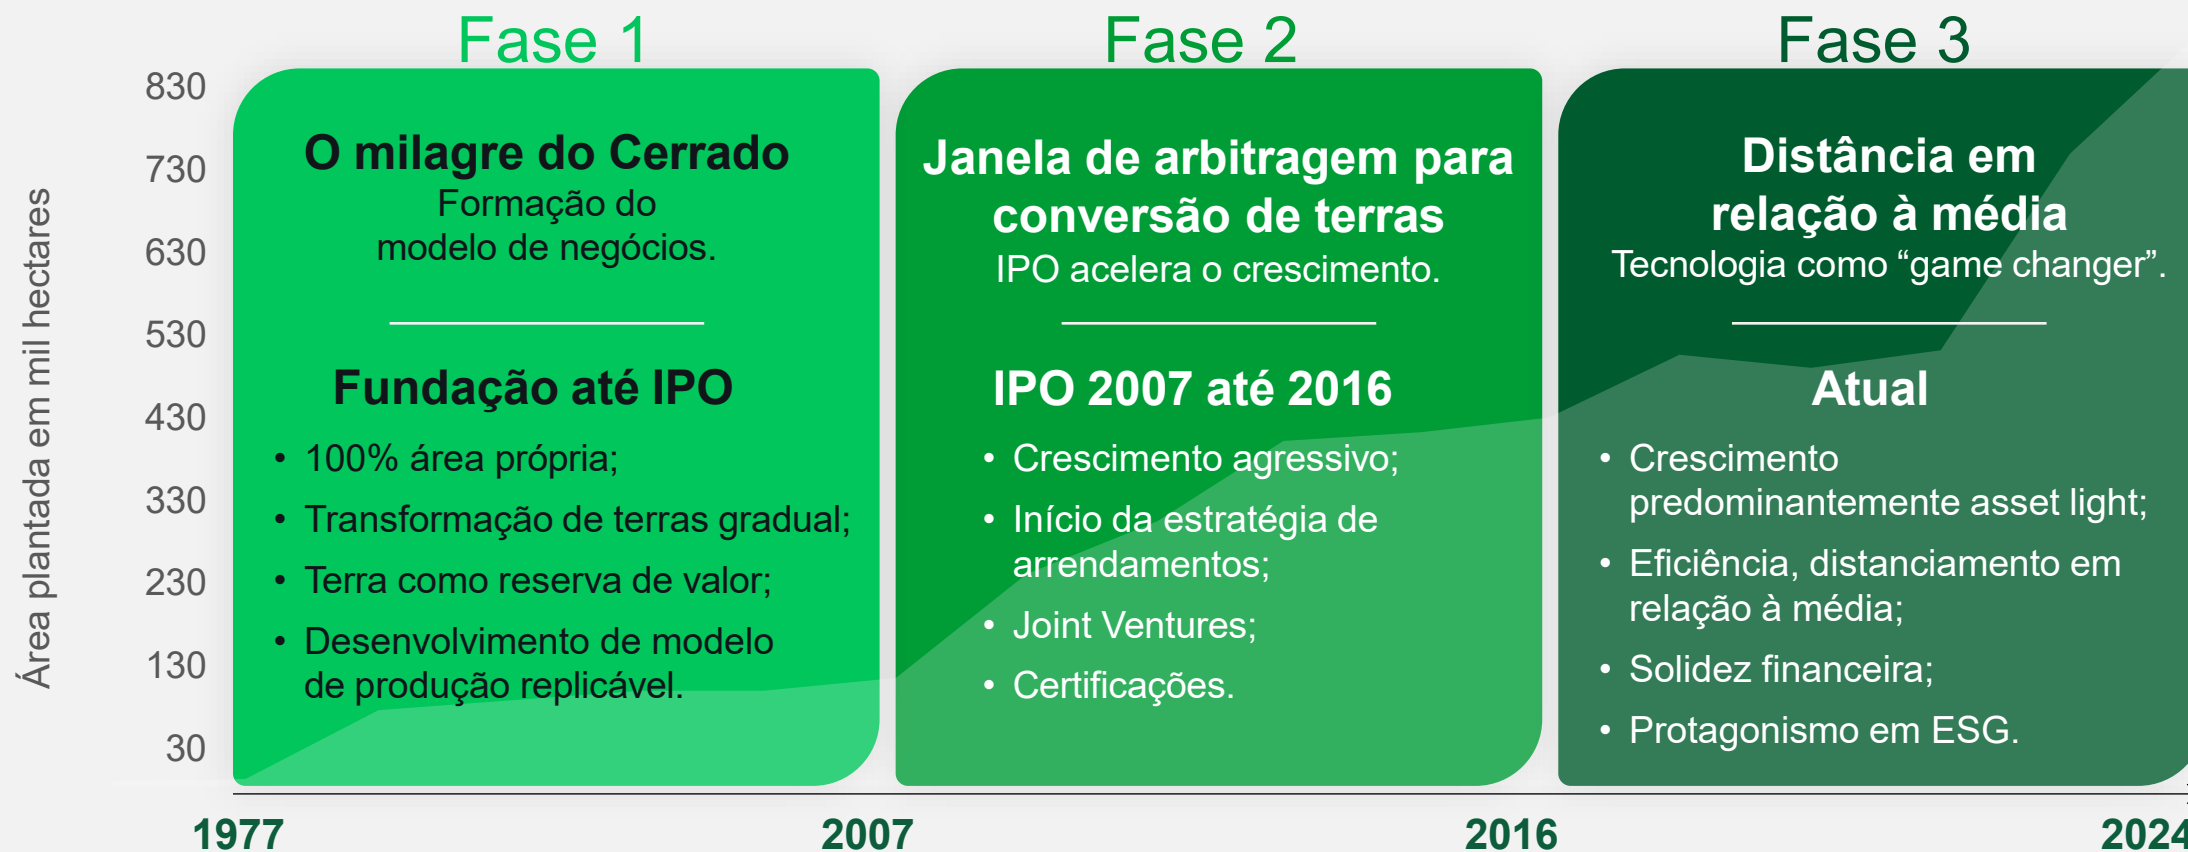 Fase 1
Fase 2
Fase 3
Área plantada em mil hectares
830
730
630
530
430
330
230
130
30
O milagre do Cerrado
Formação do
modelo de negócios.
Fundação até IPO
• 100% área própria;
• Transformação de terras gradual;
• Terra como reserva de valor;
• Desenvolvimento de modelo
de produção replicável.
Janela de arbitragem para
conversão de terras
IPO acelera o crescimento.
IPO 2007 até 2016
• Crescimento agressivo;
• Início da estratégia de
arrendamentos;
• Joint Ventures;
• Certificações.
Distância em
relação à média
Tecnologia como “game changer”.
Atual
• Crescimento
predominantemente asset light;
• Eficiência, distanciamento em
relação à média;
• Solidez financeira;
• Protagonismo em ESG.
1977
2007
2016
2024